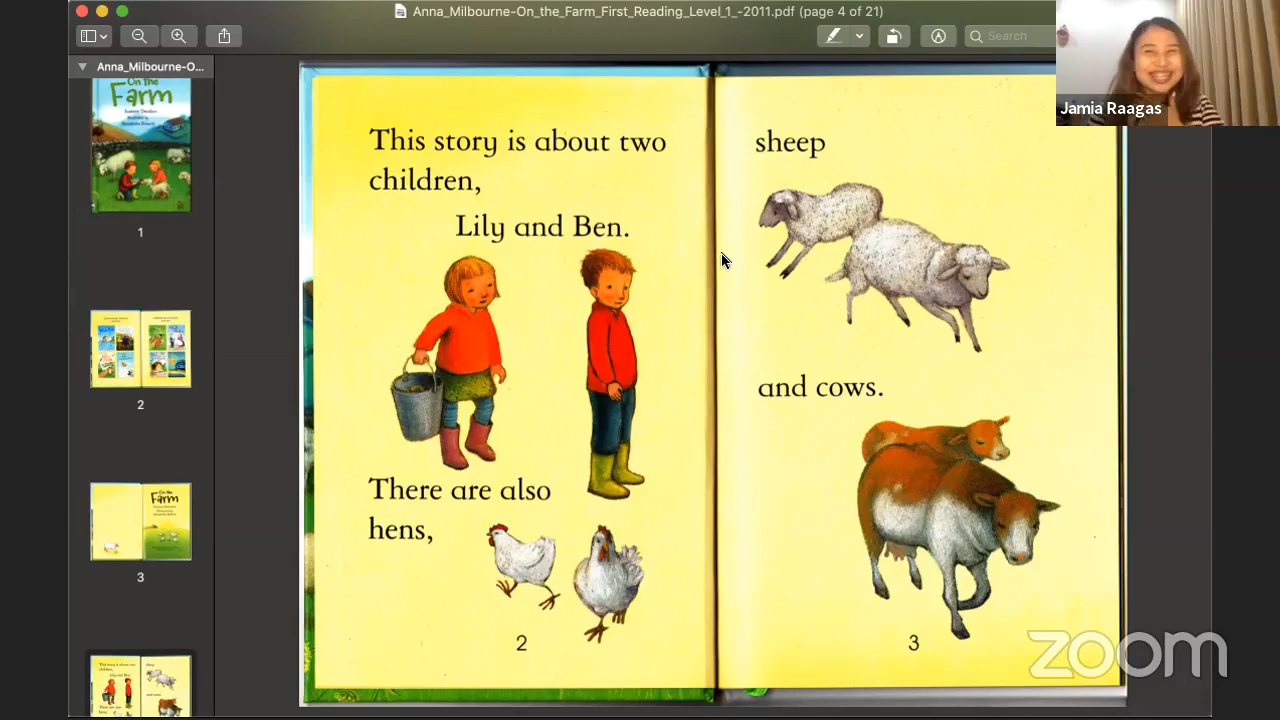 Anna_Milbourne-On_the_Farm_First_Reading_Level_1_-2011.pdf (page 4 of 21)
Search
Anna_Milbourne-O...
On the
Farm
1
2
On the
Farm
3
This story is about two
children,
Lily and Ben.
There are also
hens,
2
sheep
and cows.
3
Jamia Raagas
zoom